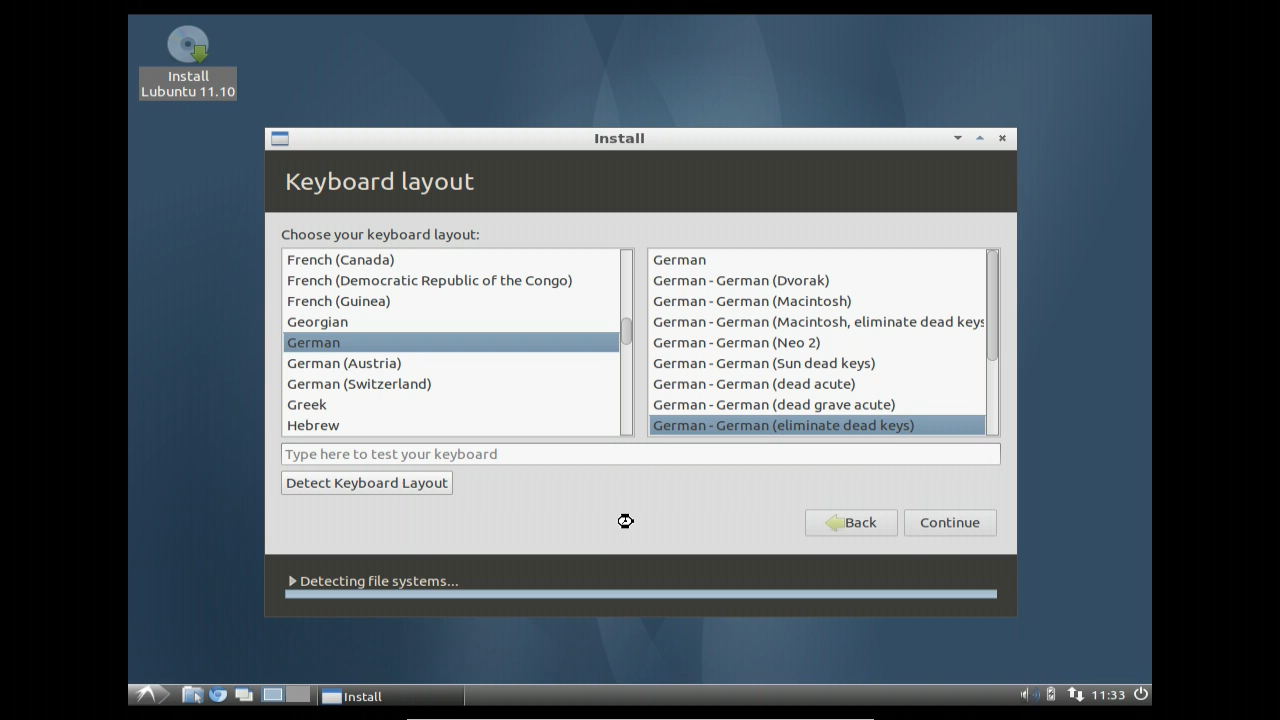 Install
Lubuntu 11.10
Install
Keyboard layout
Choose your keyboard layout:
French (Canada)
French (Democratic Republic of the Congo)
French (Guinea)
Georgian
German
German (Austria)
German (Switzerland)
Greek
Hebrew
German
German - German (Dvorak)
German - German (Macintosh)
German - German (Macintosh, eliminate dead keys
German - German (Neo 2)
German - German (Sun dead keys)
German - German (dead acute)
German - German (dead grave acute)
German - German (eliminate dead keys)
Type here to test your keyboard
Detect Keyboard Layout
Back
Continue
Detecting file systems...
Install
11:33